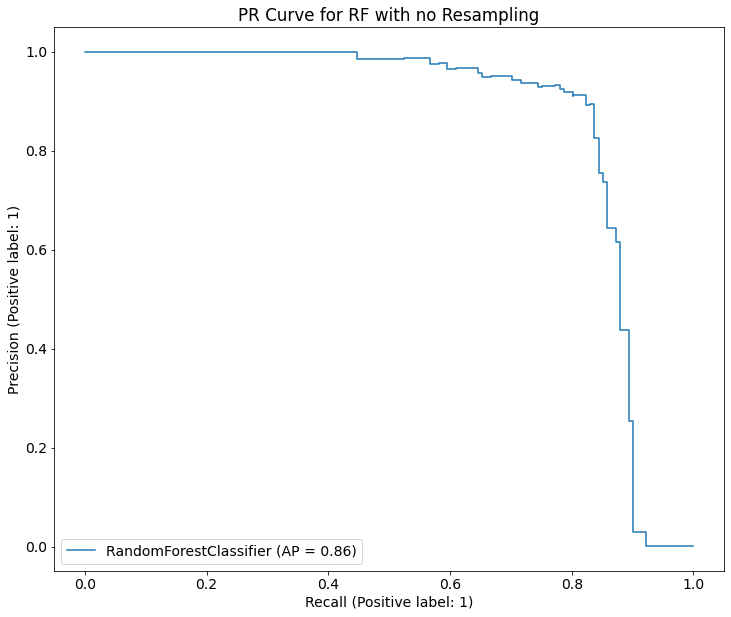 PR Curve for RF with no Resampling
Precision (Positive label: 1)
1.0
0.8
0.6
0.4
0.2
0.0
RandomForestClassifier (AP = 0.86)
0.0 0.2 0.4 0.6 0.8 1.0
Recall (Positive label: 1)